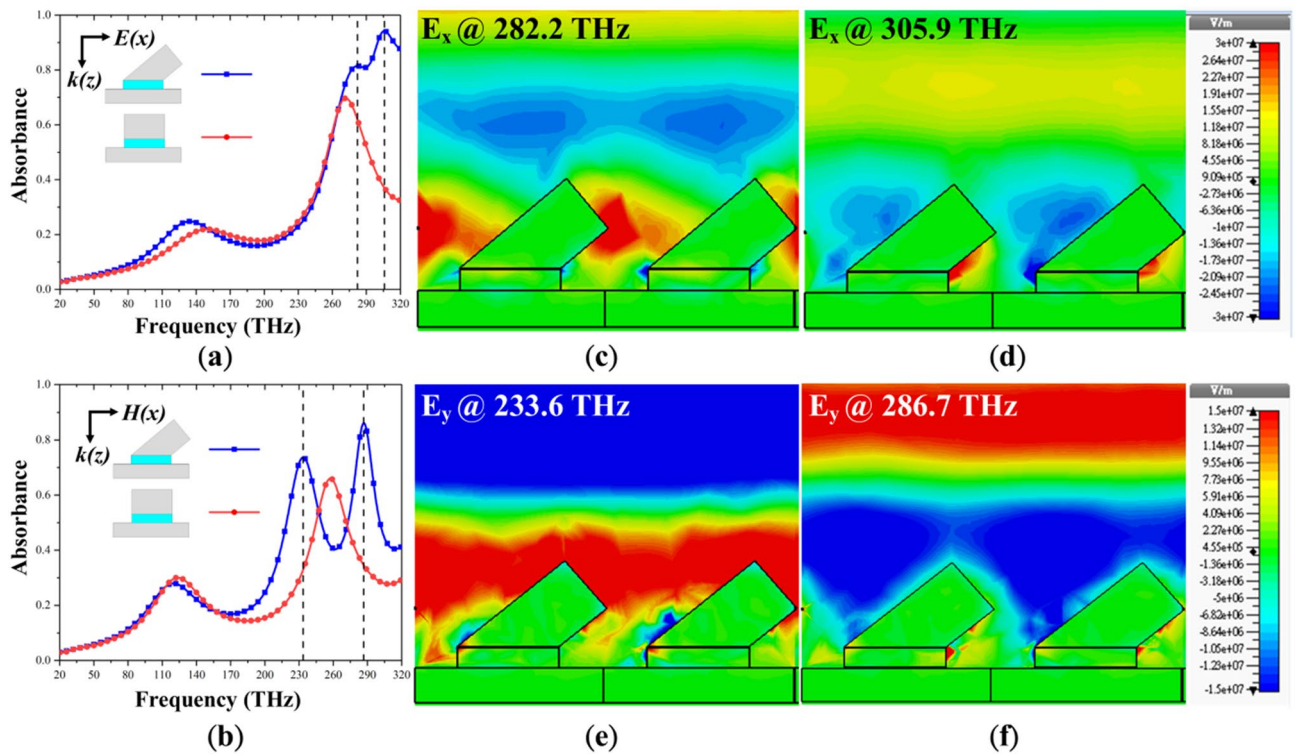 E(x)
k(z)
Absorbance
1.0
0.8
0.6
0.4
0.2
0.0
20 50 80 110 140 170 200 230 260 290 320
Frequency (THz)
(a)
Ex @ 282.2 THz
(c)
Ex @ 305.9 THz
(d)
V/m
3e+07
2.64e+07
2.27e+07
1.91e+07
1.55e+07
1.18e+07
8.18e+06
4.55e+06
9.09e+05
-2.73e+06
-6.36e+06
-1e+07
-1.36e+07
-1.73e+07
-2.09e+07
-2.45e+07
-3e+07
H(x)
k(z)
Absorbance
1.0
0.8
0.6
0.4
0.2
0.0
20 50 80 110 140 170 200 230 260 290 320
Frequency (THz)
(b)
Ey @ 233.6 THz
(e)
Ey @ 286.7 THz
(f)
V/m
1.5e+07
1.32e+07
1.14e+07
9.55e+06
7.73e+06
5.91e+06
4.09e+06
2.27e+06
4.55e+05
-1.36e+06
-3.18e+06
-5e+06
-6.82e+06
-8.64e+06
-1.05e+07
-1.23e+07
-1.5e+07